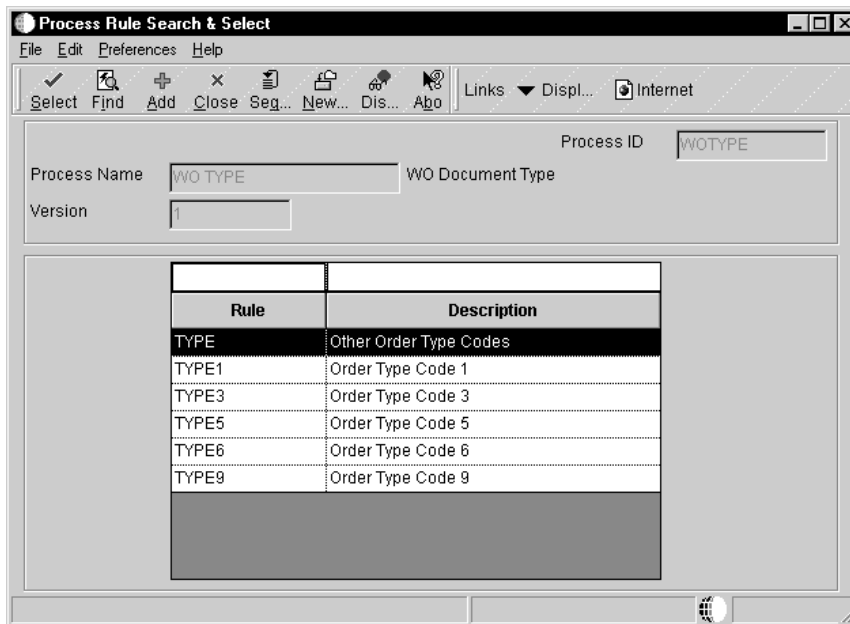 Process Rule Search & Select
File Edit Preferences Help
Select Find Add Close Seq... New... Dis... Abo Links Displ... Internet
Process ID WOTYPE
Process Name WO TYPE WO Document Type
Version 1
Rule Description
TYPE Other Order Type Codes
TYPE1 Order Type Code 1
TYPE3 Order Type Code 3
TYPE5 Order Type Code 5
TYPE6 Order Type Code 6
TYPE9 Order Type Code 9